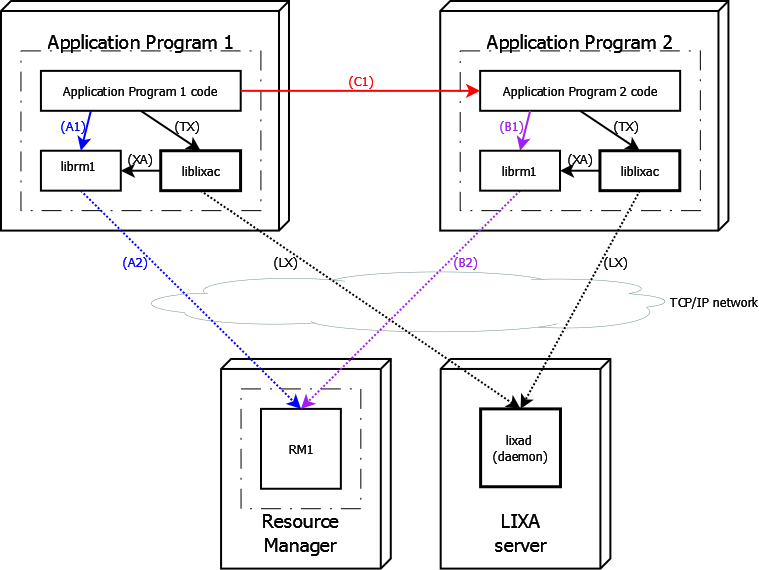 Application Program 1
Application Program 2
Application Program 1 code
(C1)
Application Program 2 code
(A1)
(TX)
(B1)
(TX)
librm1
(XA)
liblixac
librm1
(XA)
liblixac
(A2)
(LX)
(B2)
(LX)
TCP/IP network
RM1
lixad
(daemon)
Resource
Manager
LIXA
server